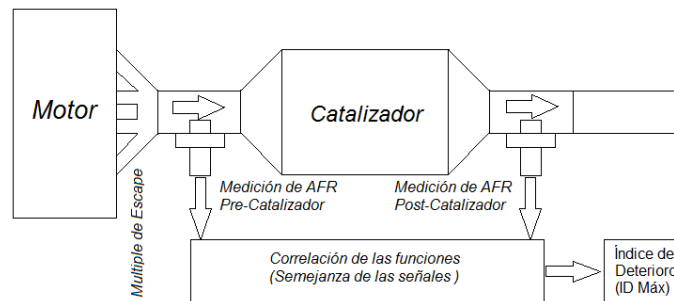 Motor
Catalizador
Multiple de Escape
Medición de AFR
Pre-Catalizador
Medición de AFR
Post-Catalizador
Correlación de las funciones
(Semejanza de las señales )
Índice de
Deterioro
(ID Máx)